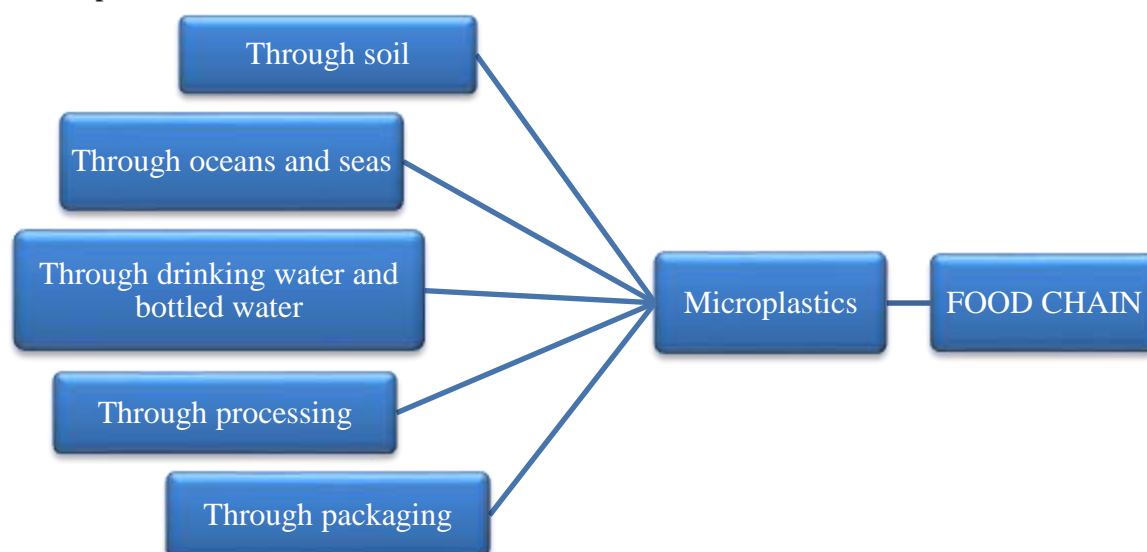 Through soil
Through oceans and seas
Through drinking water and
bottled water
Through processing
Through packaging
Microplastics
FOOD CHAIN